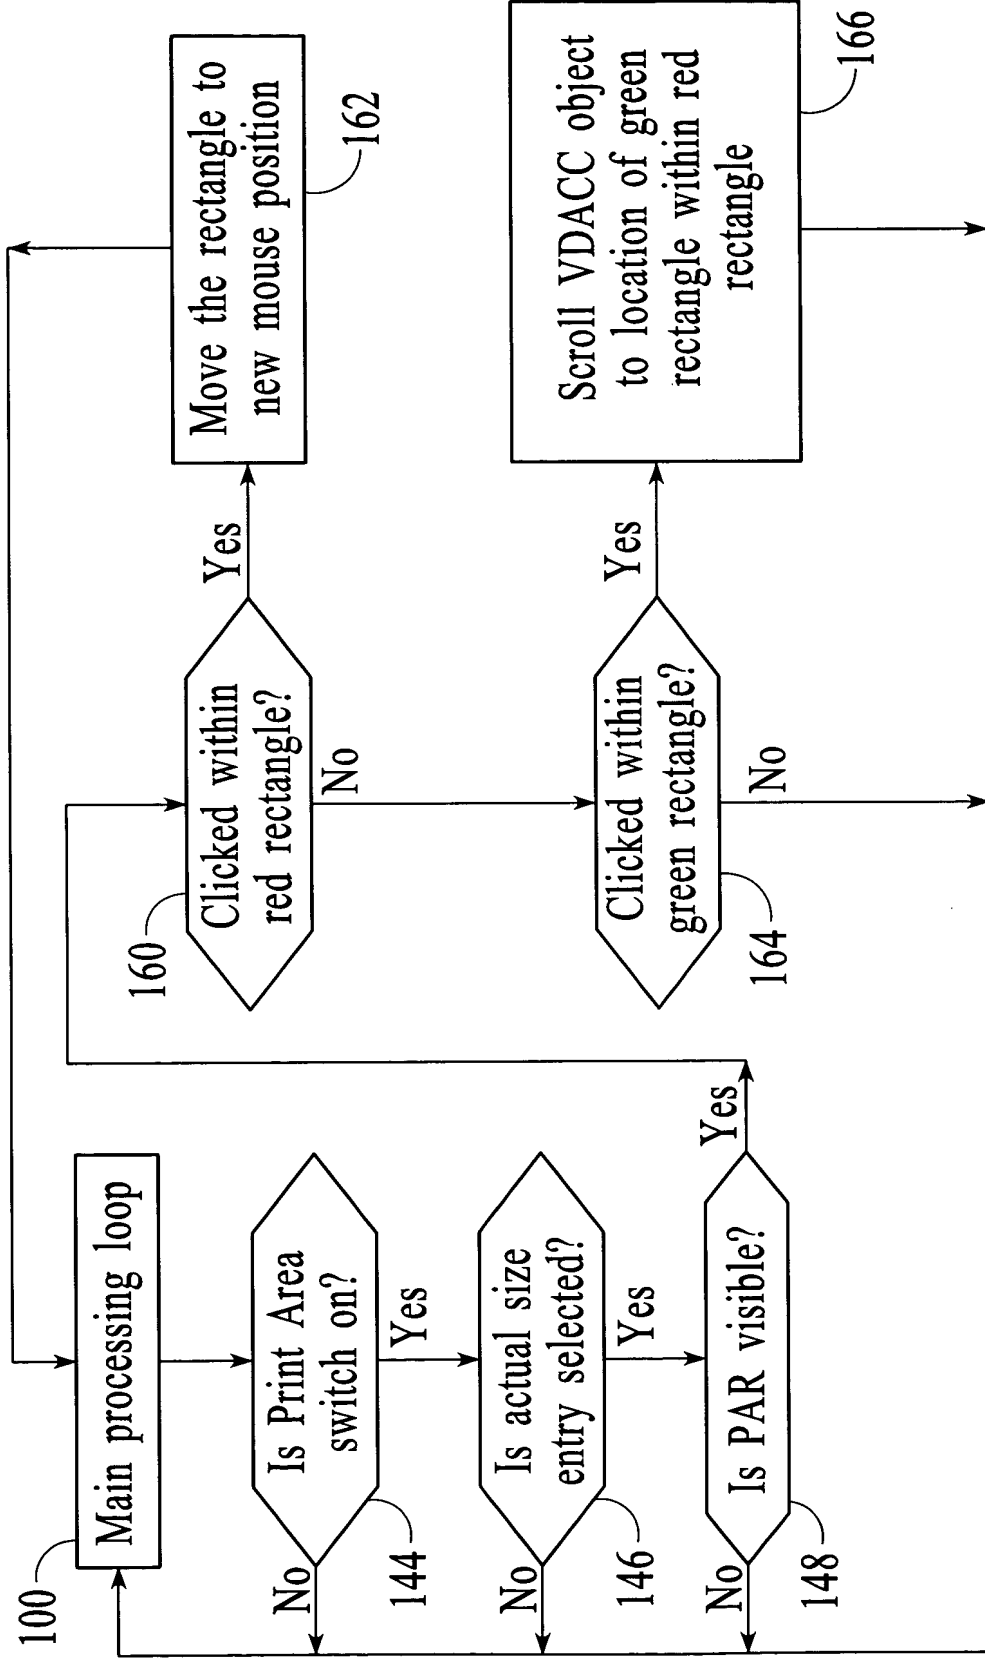 100
Main processing loop
Is Print Area
switch on?
144
No
Yes
Is actual size
entry selected?
146
No
Yes
Is PAR visible?
148
No
Yes
160
Clicked within
red rectangle?
Yes
No
Move the rectangle to
new mouse position
162
Clicked within
green rectangle?
164
Yes
No
Scroll VDACC object
to location of green
rectangle within red
rectangle
166